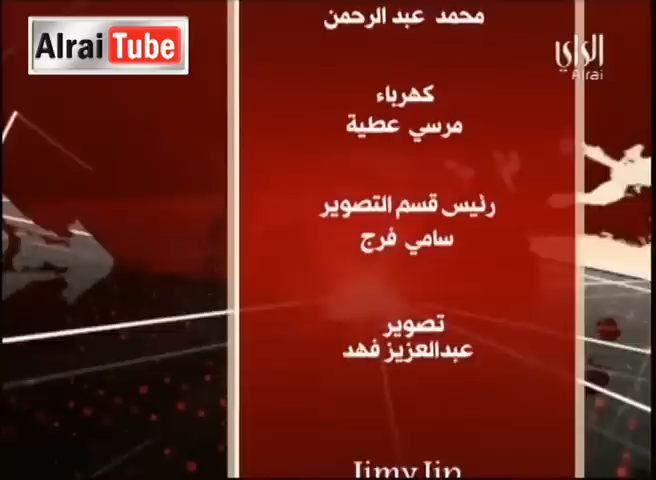 Alrai Tube
الراي
Alrai
محمد عبد الرحمن
كهرباء
مرسي عطية
رئيس قسم التصوير
سامي فرج
تصوير
عبدالعزيز فهد
Jimy Jip